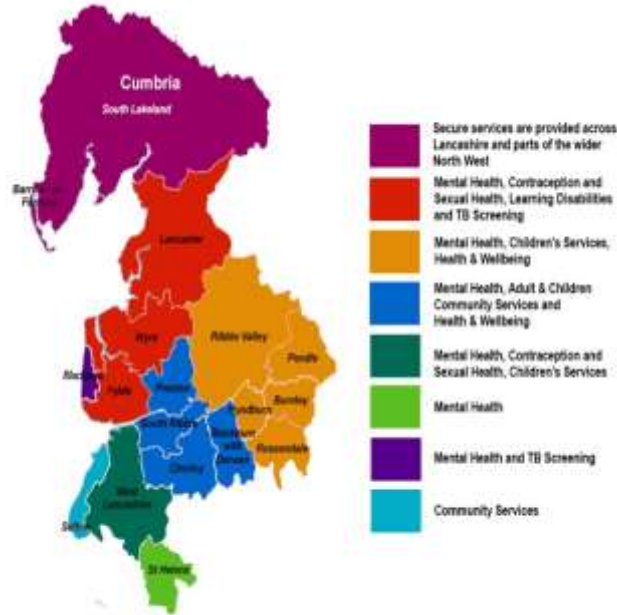 Cumbria
South Lakeland
Lancaster
Wyre
Ribble Valley
Pendle
Fylde
Preston
Burnley
Hyndburn
South Ribble
Blackburn
with
Darwen
Rossendale
Chorley
West
Lancashire
St Helens
Secure services are provided across
Lancashire and parts of the wider
North West
Mental Health, Contraception and
Sexual Health, Learning Disabilities
and TB Screening
Mental Health, Children's Services,
Health & Wellbeing
Mental Health, Adult & Children
Community Services and
Health & Wellbeing
Mental Health, Contraception and
Sexual Health, Children's Services
Mental Health
Mental Health and TB Screening
Community Services